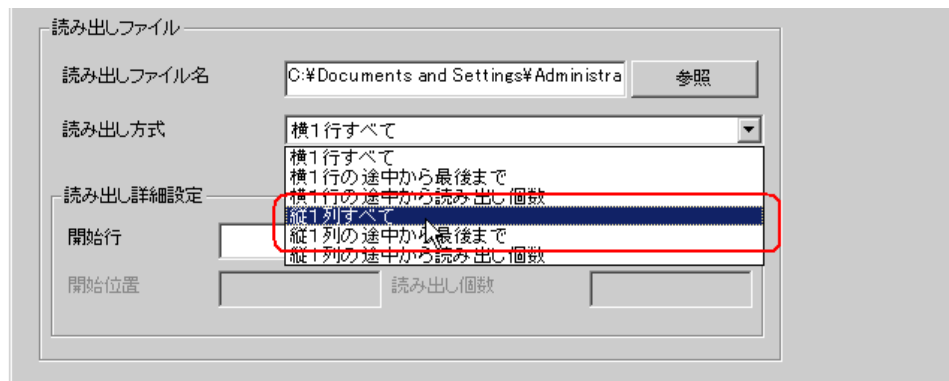 読み出しファイル
読み出しファイル名
C:¥Documents and Settings¥Administra
参照
読み出し方式
横1行すべて
横1行すべて
横1行の途中から最後まで
横1行の途中から読み出し個数
縦1列すべて
縦1列の途中から最後まで
縦1列の途中から読み出し個数
読み出し詳細設定
開始行
開始位置
読み出し個数